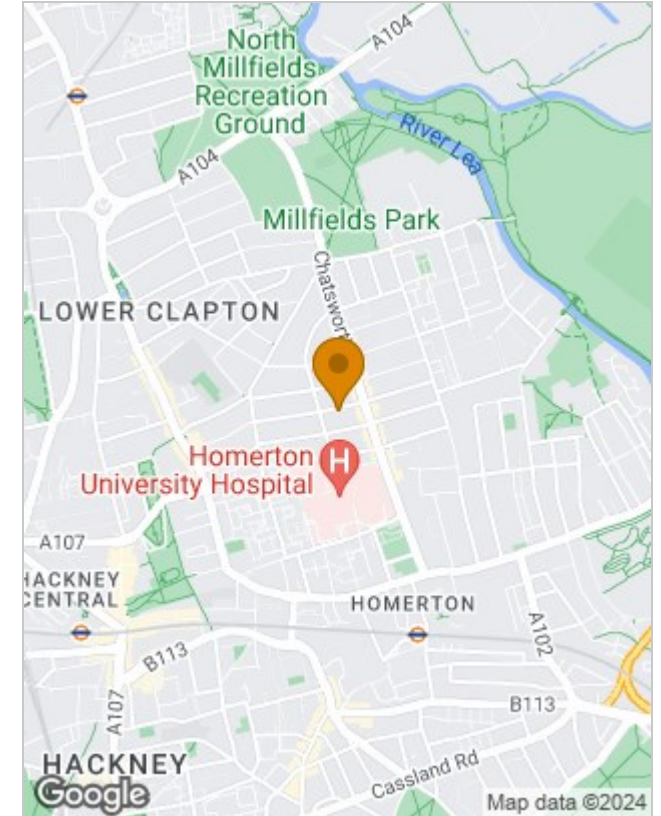 North
Millfields
Recreation
Ground
A104
River Lea
A104
Millfields Park
Chatswor
LOWER CLAPTON
Homerton
University Hospital
H
A107
HACKNEY
CENTRAL
HOMERTON
A102
B113
A107
B113
HACKNEY
Cassland Rd
Google
Map data ©2024